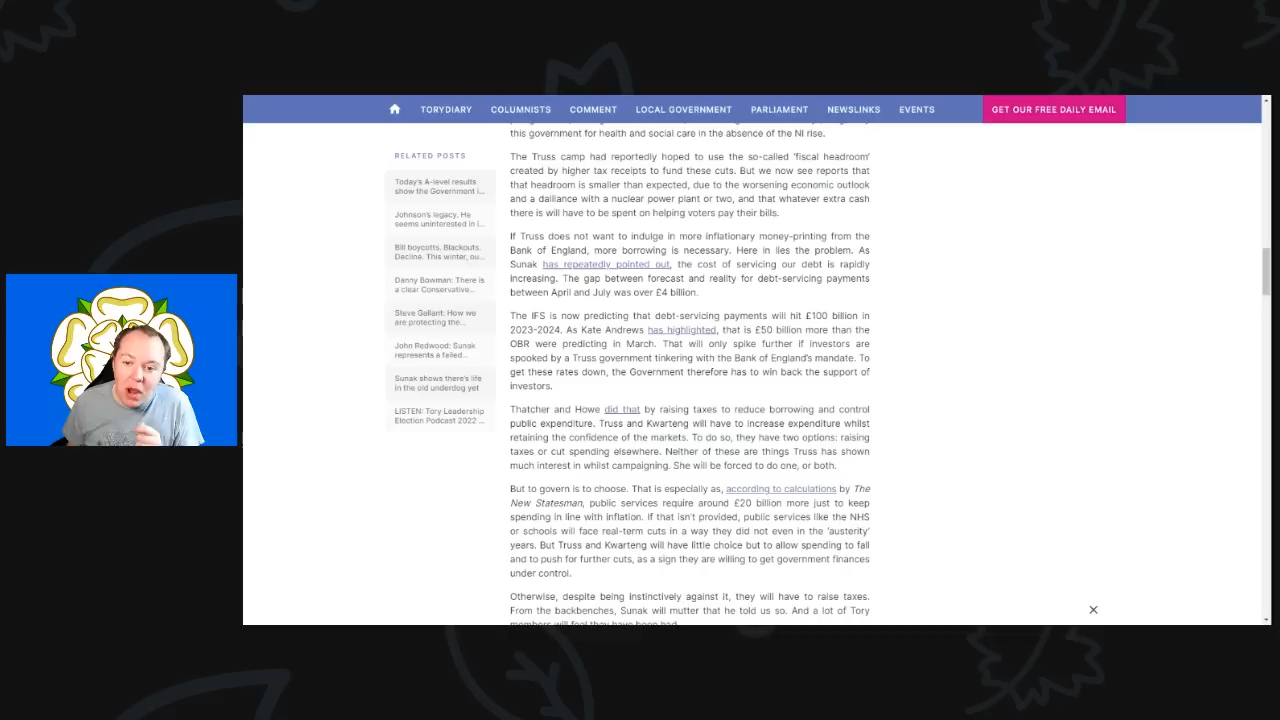 TORYDIARY COLUMNISTS COMMENT LOCAL GOVERNMENT PARLIAMENT NEWSLINKS EVENTS GET OUR FREE DAILY EMAIL
RELATED POSTS
Today's A-level results
show the Government i...
Johnson's legacy. He
seems uninterested in i...
Bill boycotts. Blackouts.
Decline. This winter, ou...
Danny Bowman: There is
a clear Conservative...
Steve Gallant: How we
are protecting the...
John Redwood: Sunak
represents a failed...
Sunak shows there's life
in the old underdog yet
LISTEN: Tory Leadership
Election Podcast 2022 ...
this government for health and social care in the absence of the NI rise.
The Truss camp had reportedly hoped to use the so-called 'fiscal headroom'
created by higher tax receipts to fund these cuts. But we now see reports that
that headroom is smaller than expected, due to the worsening economic outlook
and a dalliance with a nuclear power plant or two, and that whatever extra cash
there is will have to be spent on helping voters pay their bills.
If Truss does not want to indulge in more inflationary money-printing from the
Bank of England, more borrowing is necessary. Here in lies the problem. As
Sunak has repeatedly pointed out, the cost of servicing our debt is rapidly
increasing. The gap between forecast and reality for debt-servicing payments
between April and July was over £4 billion.
The IFS is now predicting that debt-servicing payments will hit £100 billion in
2023-2024. As Kate Andrews has highlighted, that is £50 billion more than the
OBR were predicting in March. That will only spike further if investors are
spooked by a Truss government tinkering with the Bank of England's mandate. To
get these rates down, the Government therefore has to win back the support of
investors.
Thatcher and Howe did that by raising taxes to reduce borrowing and control
public expenditure. Truss and Kwarteng will have to increase expenditure whilst
retaining the confidence of the markets. To do so, they have two options: raising
taxes or cut spending elsewhere. Neither of these are things Truss has shown
much interest in whilst campaigning. She will be forced to do one, or both.
But to govern is to choose. That is especially as, according to calculations by The
New Statesman, public services require around £20 billion more just to keep
spending in line with inflation. If that isn't provided, public services like the NHS
or schools will face real-term cuts in a way they did not even in the 'austerity'
years. But Truss and Kwarteng will have little choice but to allow spending to fall
and to push for further cuts, as a sign they are willing to get government finances
under control.
Otherwise, despite being instinctively against it, they will have to raise taxes.
From the backbenches, Sunak will mutter that he told us so. And a lot of Tory
members will feel they have been had.